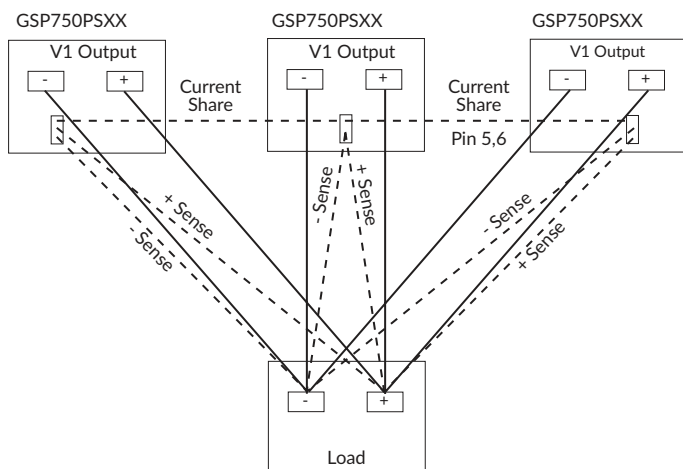 GSP750PSXX
GSP750PSXX
GSP750PSXX
V1 Output
V1 Output
V1 Output
-
+
-
+
-
+
Current
Share
Current
Share
Pin 5,6
+ Sense
- Sense
- Sense
+ Sense
- Sense
+ Sense
-
+
Load